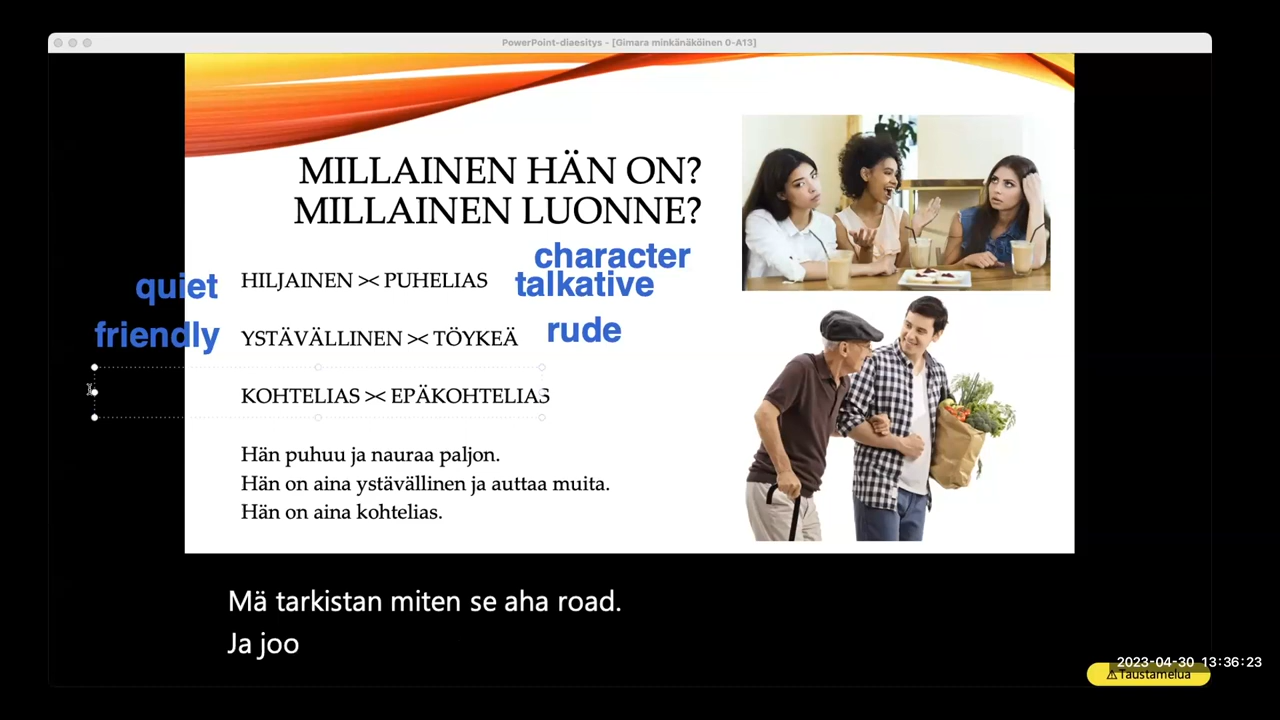 PowerPoint-diaesitys - [Gimara minkänäköinen 0-A13]
MILLAINEN HÄN ON?
MILLAINEN LUONNE?
character
quiet HILJAINEN >< PUHELIAS talkative
friendly YSTÄVÄLLINEN >< TÖYKEÄ rude
KOHTELIAS >< EPÄKOHTELIAS
Hän puhuu ja nauraa paljon.
Hän on aina ystävällinen ja auttaa muita.
Hän on aina kohtelias.
Mä tarkistan miten se aha road.
Ja joo
2023-04-30 13:36:23
⚠Taustamelua